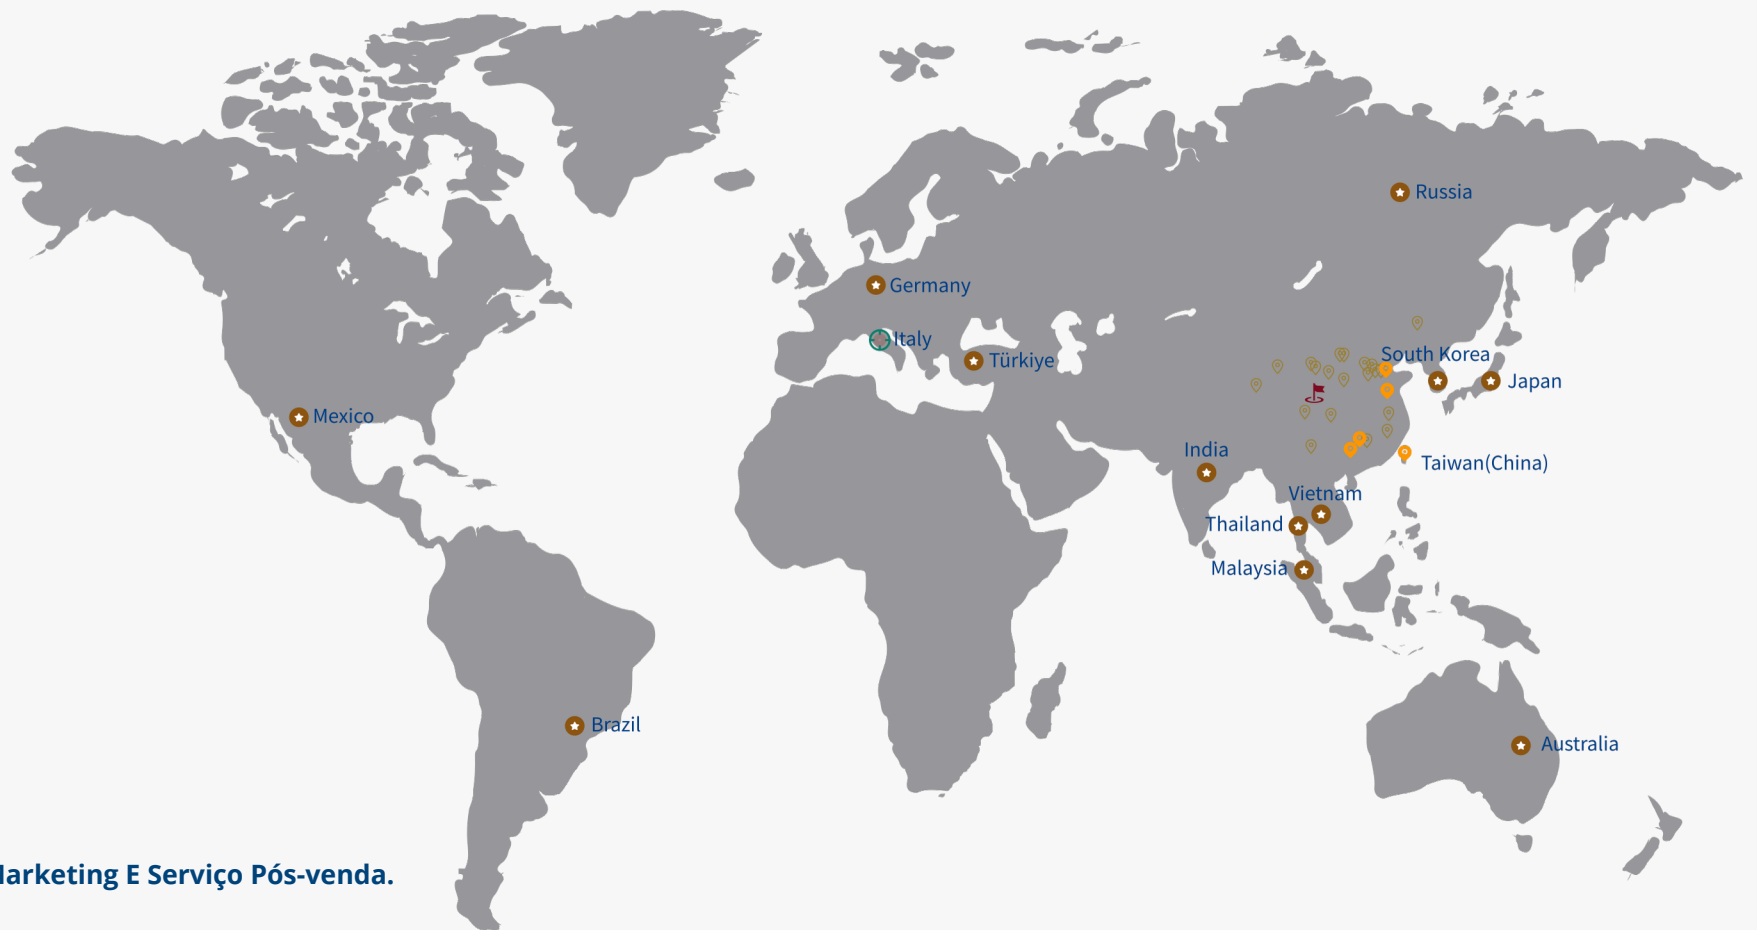 Russia
Germany
Italy
Türkiye
South Korea
Japan
Mexico
India
Taiwan(China)
Vietnam
Thailand
Malaysia
Brazil
Australia
arketing E Serviço Pós-venda.